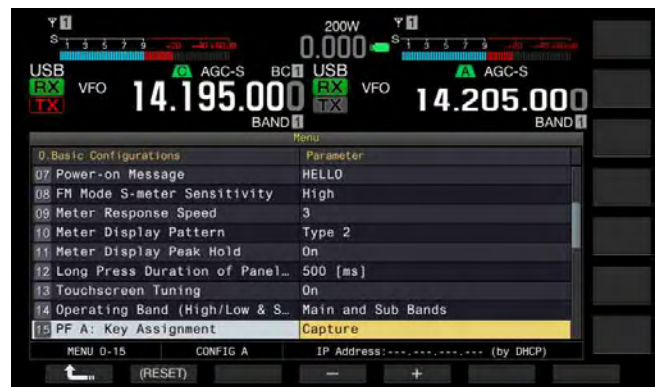 1 200W 1
S 1 3 5 7 9 +20 +40 +60dB 0.000 S 1 3 5 7 9 +20 +40 +60dB
USB C AGC-S BC 1 USB A AGC-S
RX VFO 14.195.000 RX VFO 14.205.000
TX TX
BAND 1 BAND 1
Menu
0.Basic Configurations Parameter
07 Power-on Message HELLO
08 FM Mode S-meter Sensitivity High
09 Meter Response Speed 3
10 Meter Display Pattern Type 2
11 Meter Display Peak Hold On
12 Long Press Duration of Panel… 500 [ms]
13 Touchscreen Tuning On
14 Operating Band (High/Low & S… Main and Sub Bands
15 PF A: Key Assignment Capture
MENU 0-15 CONFIG A IP Address:---.---.---.--- (by DHCP)
(RESET) − +